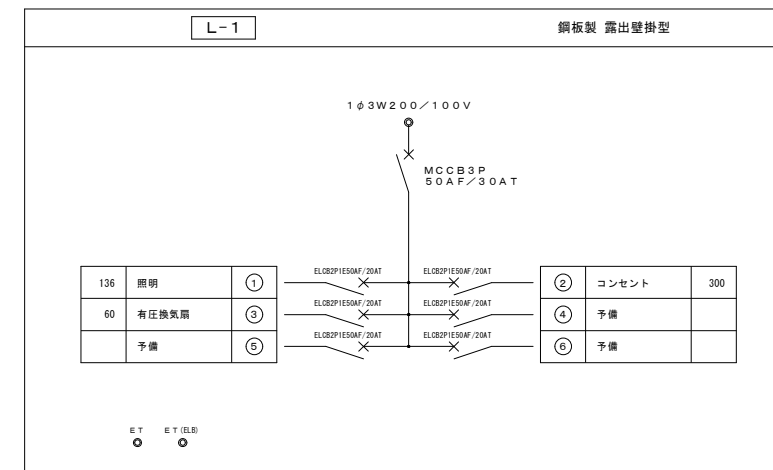 L-1
鋼板製 露出壁掛型
1φ3W200/100V
MCCB3P
50AF/30AT
136 照明 ① ELCB2P1E50AF/20AT ELCB2P1E50AF/20AT ② コンセント 300
60 有圧換気扇 ③ ELCB2P1E50AF/20AT ELCB2P1E50AF/20AT ④ 予備
予備 ⑤ ELCB2P1E50AF/20AT ELCB2P1E50AF/20AT ⑥ 予備
ET ET(ELB)